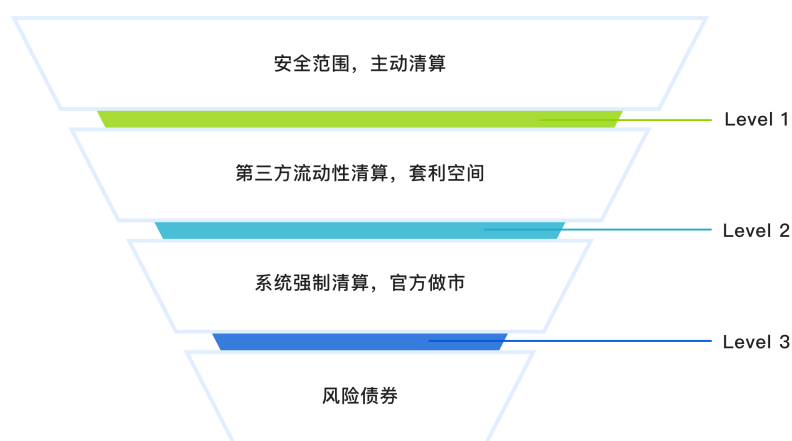 安全范围，主动清算
Level 1
第三方流动性清算，套利空间
Level 2
系统强制清算，官方做市
Level 3
风险债券